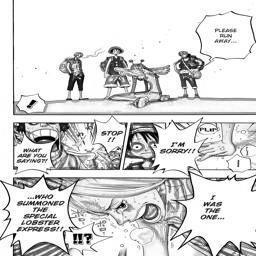 PLEASE
RUN
AWAY...
!!
STOP
!!
WHAT
ARE YOU
SAYING?!
I'M
SORRY!!
FLIP
I
WAS
THE
ONE...
...WHO
SUMMONED
THE
SPECIAL
LOBSTER
EXPRESS!!
!!?